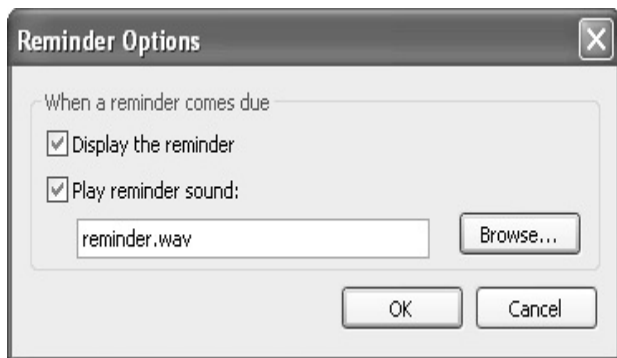 Reminder Options
When a reminder comes due
Display the reminder
Play reminder sound:
reminder.wav
Browse...
OK
Cancel